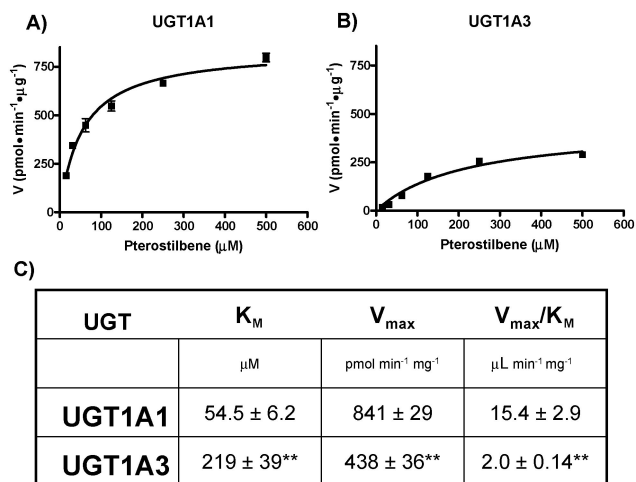 A)
UGT1A1
V (pmol•min⁻¹•µg⁻¹)
750
500
250
0
0 100 200 300 400 500 600
Pterostilbene (µM)
B)
UGT1A3
V (pmol•min⁻¹•µg⁻¹)
750
500
250
0
0 100 200 300 400 500 600
Pterostilbene (µM)
C)
UGT K_M V_max V_max/K_M
µM pmol min⁻¹ mg⁻¹ µL min⁻¹ mg⁻¹
UGT1A1 54.5 ± 6.2 841 ± 29 15.4 ± 2.9
UGT1A3 219 ± 39** 438 ± 36** 2.0 ± 0.14**